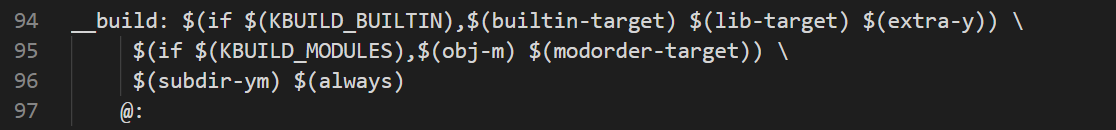 94 __build: $(if $(KBUILD_BUILTIN),$(builtin-target) $(lib-target) $(extra-y)) \
95 $(if $(KBUILD_MODULES),$(obj-m) $(modorder-target)) \
96 $(subdir-ym) $(always)
97 @: